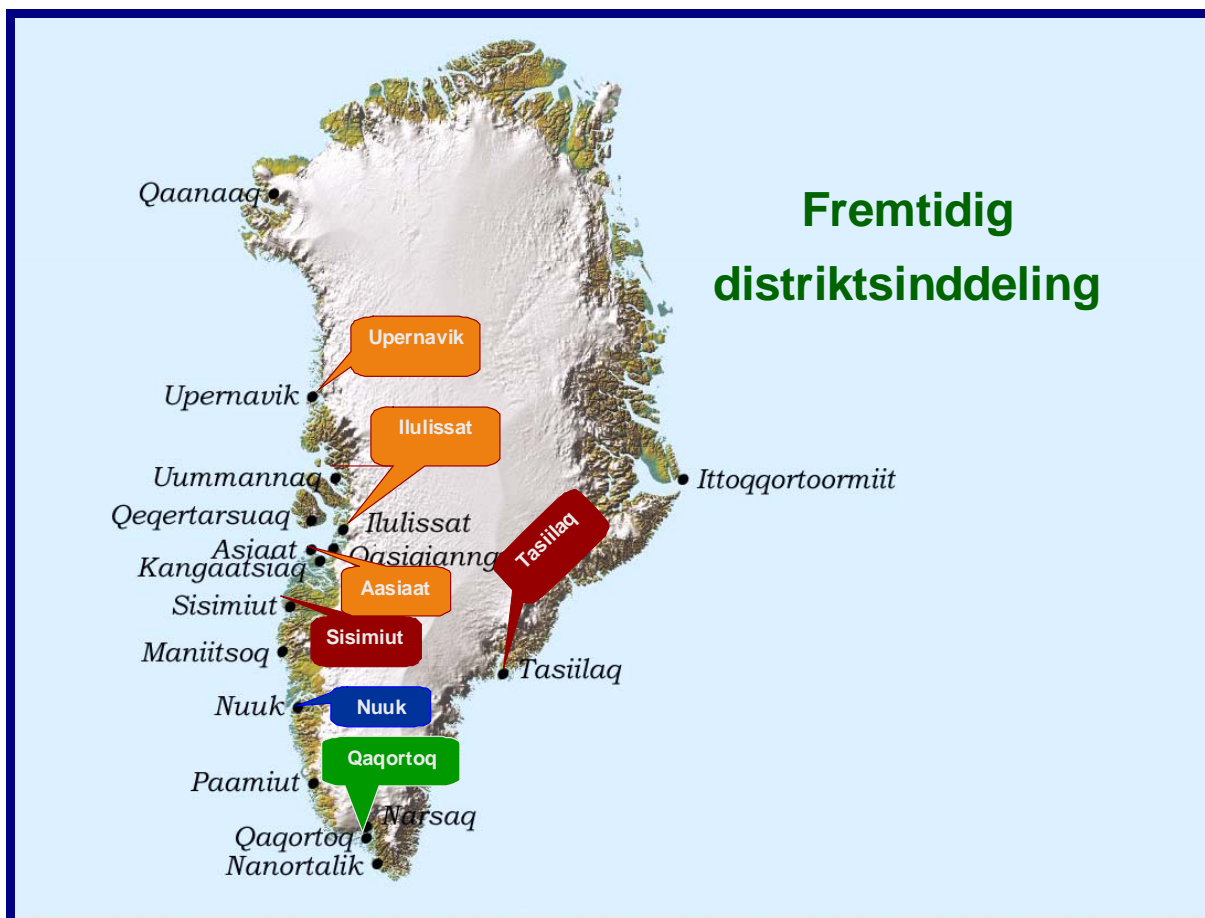 Fremtidig
distriktsinddeling
Qaanaaq
Upernavik
Upernavik
Ilulissat
Uummannaq
Ittoqqortoormiit
Qeqertarsuaq
Ilulissat
Tasiilaq
Asiaat
Qasigianng
Kangaatsiaq
Aasiaat
Sisimiut
Sisimiut
Maniitsoq
Tasiilaq
Nuuk
Nuuk
Qaqortoq
Paamiut
Narsaq
Qaqortoq
Nanortalik